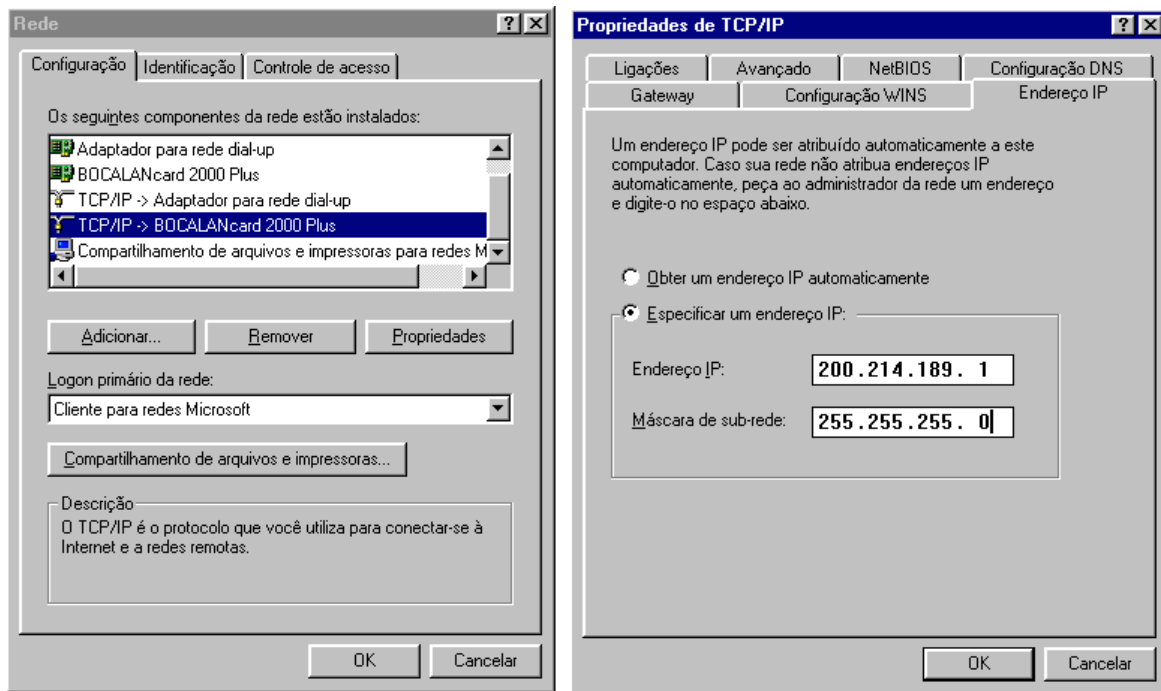 Rede
Configuração Identificação Controle de acesso
Os seguintes componentes da rede estão instalados:
Adaptador para rede dial-up
BOCALANcard 2000 Plus
TCP/IP -> Adaptador para rede dial-up
TCP/IP -> BOCALANcard 2000 Plus
Compartilhamento de arquivos e impressoras para redes M
Adicionar... Remover Propriedades
Logon primário da rede:
Cliente para redes Microsoft
Compartilhamento de arquivos e impressoras...
Descrição
O TCP/IP é o protocolo que você utiliza para conectar-se à
Internet e a redes remotas.
OK Cancelar
Propriedades de TCP/IP
Ligações Avançado NetBIOS Configuração DNS
Gateway Configuração WINS Endereço IP
Um endereço IP pode ser atribuído automaticamente a este
computador. Caso sua rede não atribua endereços IP
automaticamente, peça ao administrador da rede um endereço
e digite-o no espaço abaixo.
Obter um endereço IP automaticamente
Especificar um endereço IP:
Endereço IP: 200.214.189. 1
Máscara de sub-rede: 255.255.255. 0
OK Cancelar